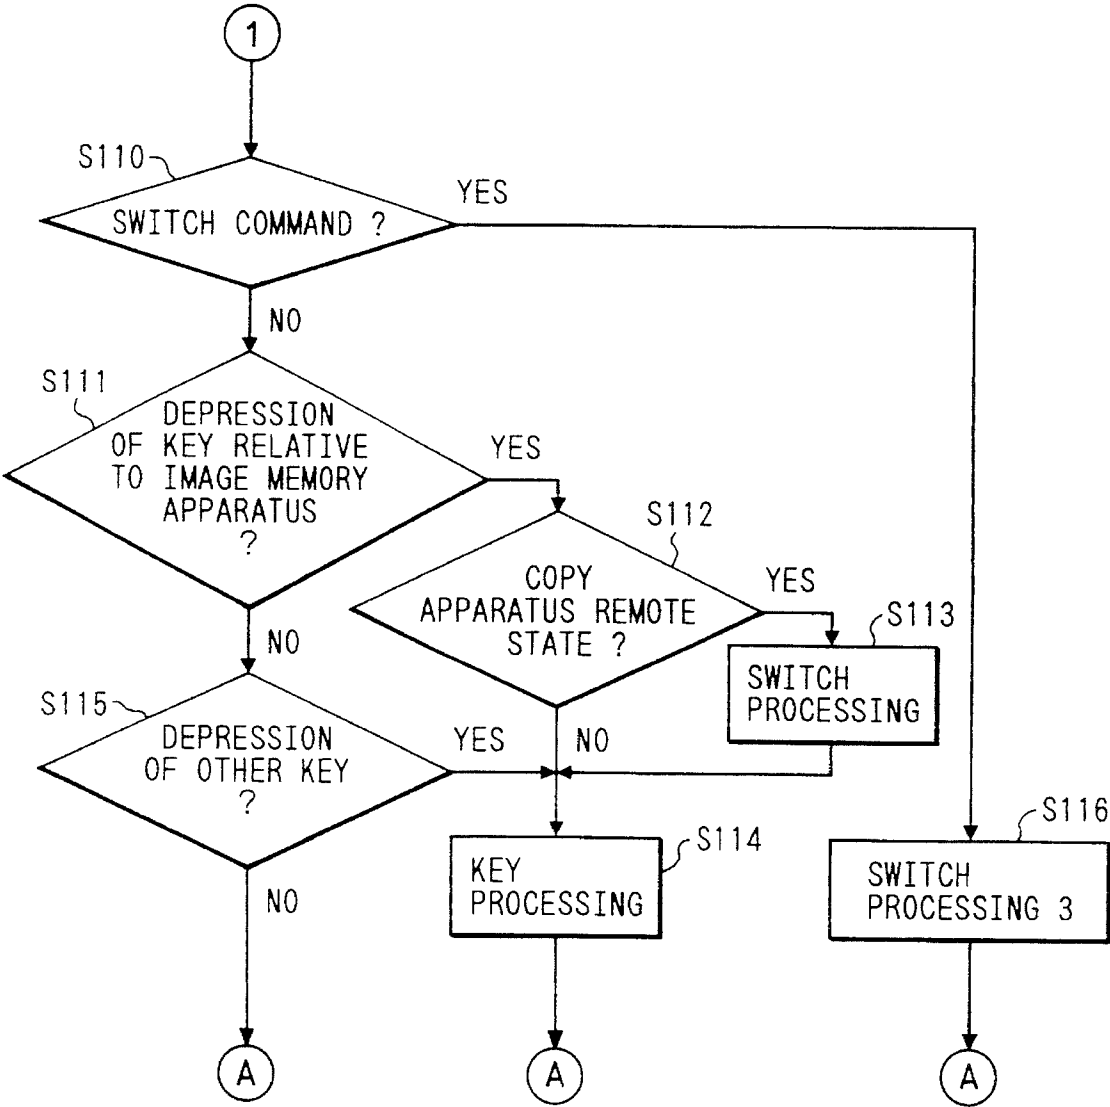 1
S110
YES
SWITCH COMMAND ?
NO
S111
DEPRESSION
OF KEY RELATIVE
TO IMAGE MEMORY
APPARATUS
?
YES
S112
COPY
APPARATUS REMOTE
STATE ?
YES
S113
SWITCH
PROCESSING
NO
NO
S115
DEPRESSION
OF OTHER KEY
?
YES
S114
KEY
PROCESSING
S116
SWITCH
PROCESSING 3
NO
A
A
A